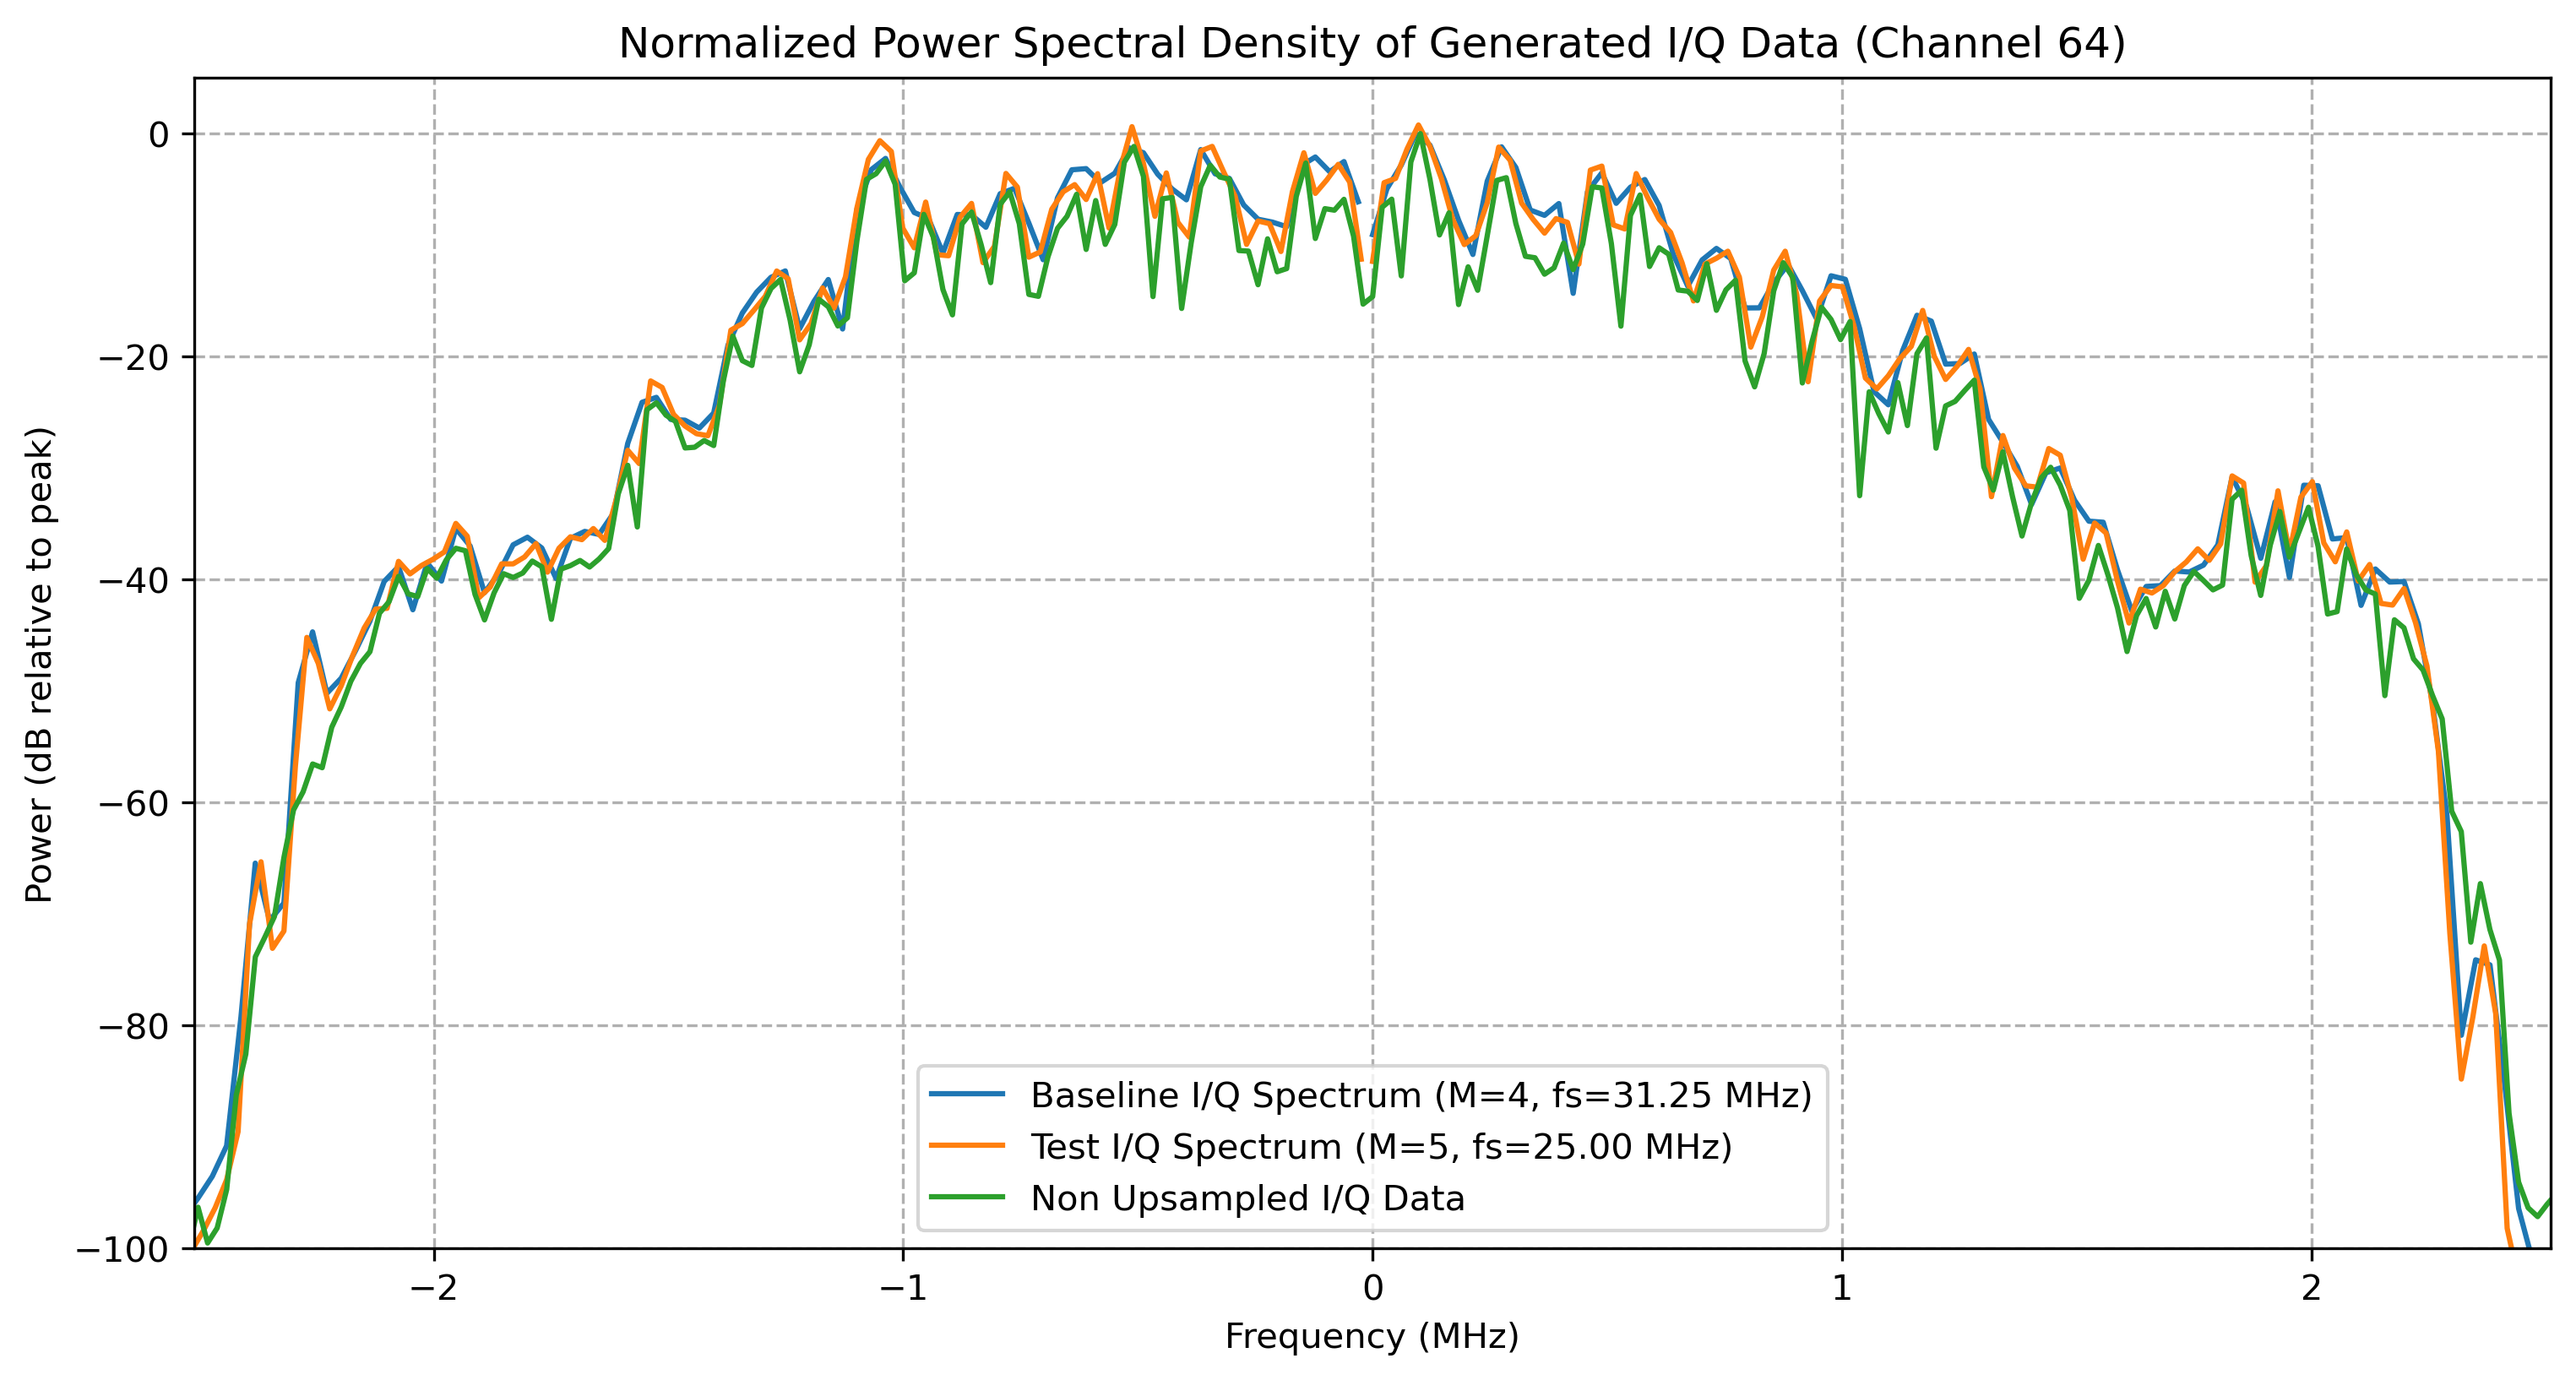 Normalized Power Spectral Density of Generated I/Q Data (Channel 64)
Power (dB relative to peak)
0
−20
−40
−60
−80
−100
Baseline I/Q Spectrum (M=4, fs=31.25 MHz)
Test I/Q Spectrum (M=5, fs=25.00 MHz)
Non Upsampled I/Q Data
−2
−1
0
1
2
Frequency (MHz)